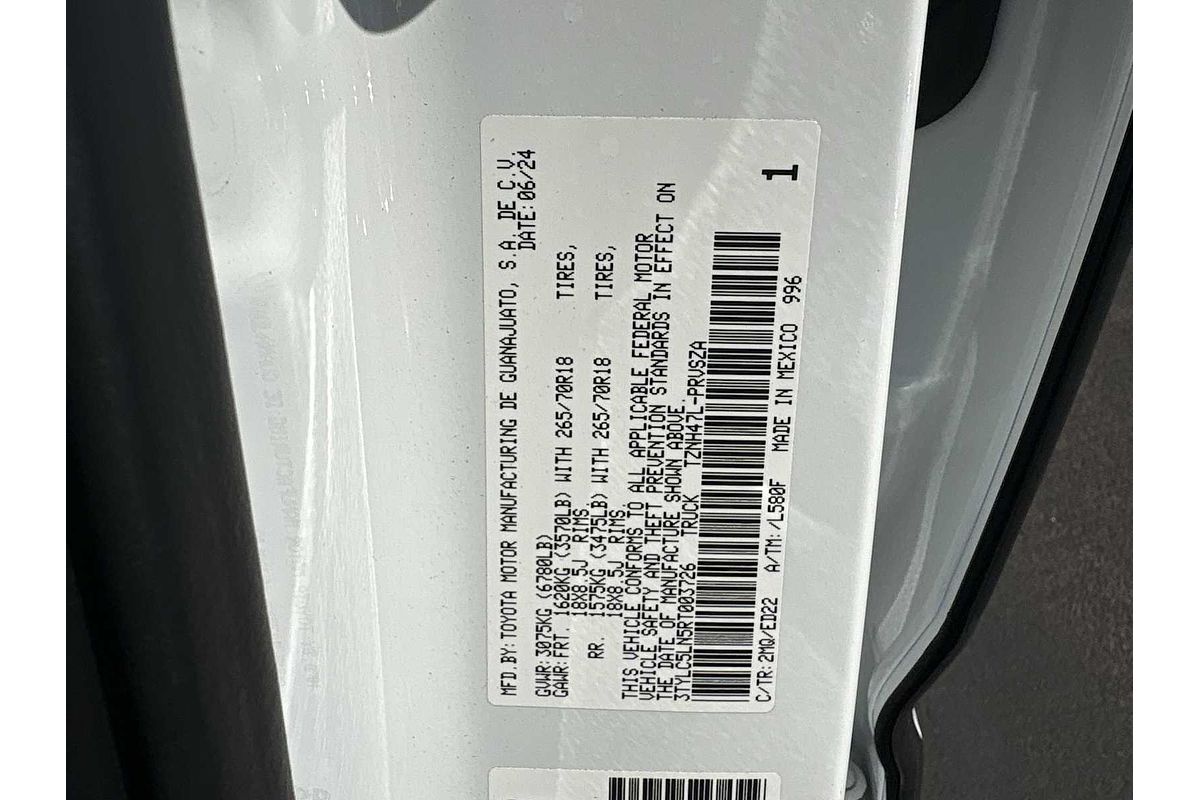 MFD.BY:TOYOTA MOTOR MANUFACTURING DE GUANAJUATO, S.A. DE C.V.
DATE:06/24
GVWR:3075KG (6780LB)
GAWR:FRT. 1620KG (3570LB) WITH 265/70R18 TIRES,
18X8.5J RIMS.
RR. 1575KG (3475LB) WITH 265/70R18 TIRES,
18X8.5J RIMS.
THIS VEHICLE CONFORMS TO ALL APPLICABLE FEDERAL MOTOR
VEHICLE SAFETY AND THEFT PREVENTION STANDARDS IN EFFECT ON
THE DATE OF MANUFACTURE SHOWN ABOVE.
3TYLC5LN5RT003726 TRUCK TZNH47L-PRVSZA
1
C/TR:2MQ/ED22 A/TM:/L580F MADE IN MEXICO 996